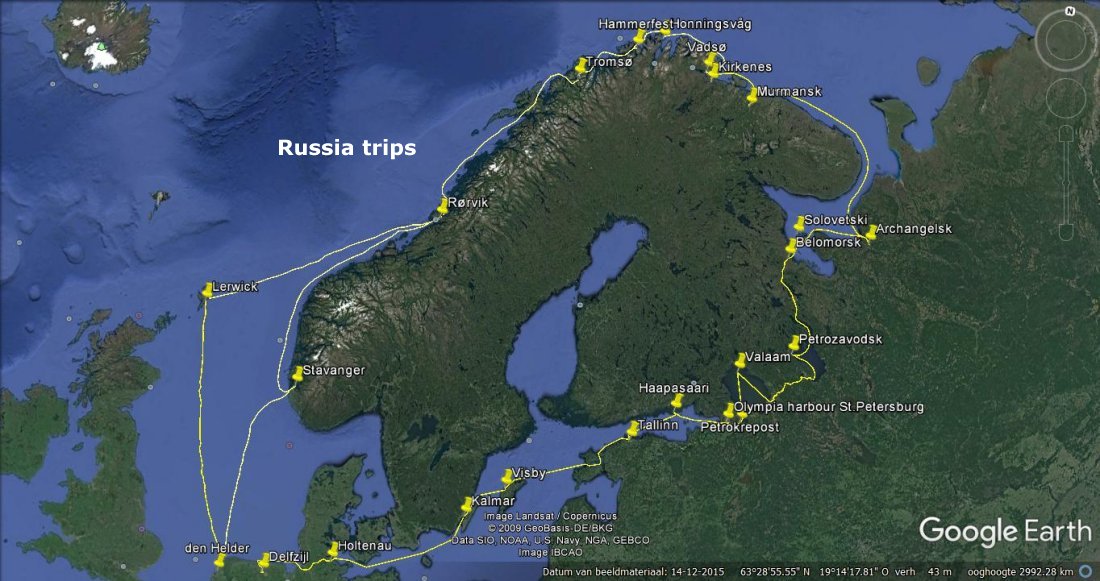 N
Hammerfest Honningsvåg
Vadsø
Tromsø
Kirkenes
Murmansk
Russia trips
Rørvik
Solovetski
Archangelsk
Belomorsk
Lerwick
Petrozavodsk
Valaam
Stavanger
Haapasaari
Olympia harbour St.Petersburg
Tallinn
Petrokrepost
Visby
Kalmar
Image Landsat / Copernicus
© 2009 GeoBasis-DE/BKG
Data SIO, NOAA, U.S. Navy, NGA, GEBCO
Image IBCAO
Google Earth
den Helder
Holtenau
Delfzijl
Datum van beeldmateriaal: 14-12-2015 63°28'55.55" N 19°14'17.81" O verh 43 m ooghoogte 2992.28 km